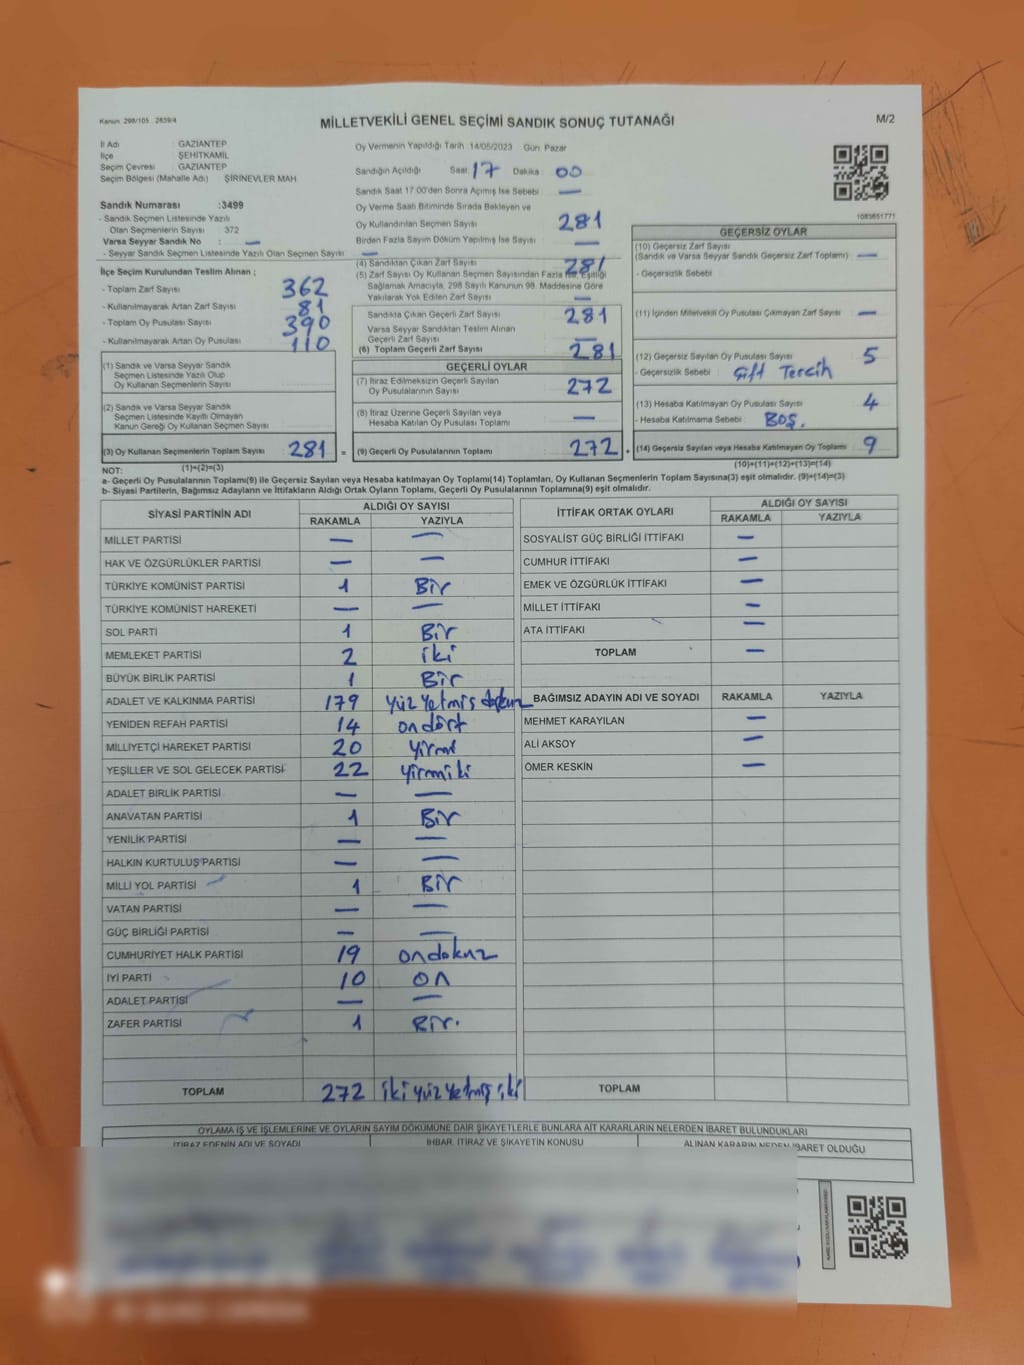 Kanun 298/105 2839/4
MİLLETVEKİLİ GENEL SEÇİMİ SANDIK SONUÇ TUTANAĞI
M/2
İl Adı : GAZİANTEP
İlçe ŞEHİTKAMİL
Seçim Çevresi : GAZİANTEP
Seçim Bölgesi (Mahalle Adı) ŞİRİNEVLER MAH
Sandık Numarası :3499
- Sandık Seçmen Listesinde Yazılı
Olan Seçmenlerin Sayısı 372
Varsa Seyyar Sandık No : —
- Seyyar Sandık Listesinde Yazılı Olan Seçmen Sayısı —
İlçe Seçim Kurulundan Teslim Alınan ;
- Toplam Zarf Sayısı 362
- Kullanılmayarak Artan Zarf Sayısı 81
- Toplam Oy Pusulası Sayısı 390
- Kullanılmayarak Artan Oy Pusulası 110
(1) Sandık ve Varsa Seyyar Sandık
Seçmen Listesinde Yazılı Olup
Oy Kullanan Seçmenlerin Sayısı
(2) Sandık ve Varsa Seyyar Sandık
Seçmen Listesinde Kayıtlı Olmayan
Kanun Gereği Oy Kullanan Seçmen Sayısı
(3) Oy Kullanan Seçmenlerin Toplam Sayısı 281 =
Oy Vermenin Yapıldığı Tarih 14/05/2023 Gün Pazar
Sandığın Açıldığı Saat 17 Dakika 00
Sandık Saat 17:00'den Sonra Açılmış İse Sebebi —
Oy Verme Saati Bitiminde Sırada Bekleyen ve
Oy Kullandırılan Seçmen Sayısı 281
Birden Fazla Sayım Döküm Yapılmış İse Sayısı —
(4) Sandıktan Çıkan Zarf Sayısı 281
(5) Zarf Sayısı Oy Kullanan Seçmen Sayısından Fazla İse, Eşitliği
Sağlamak Amacıyla, 298 Sayılı Kanunun 98. Maddesine Göre
Yakılarak Yok Edilen Zarf Sayısı —
Sandıkta Çıkan Geçerli Zarf Sayısı 281
Varsa Seyyar Sandıktan Teslim Alınan
Geçerli Zarf Sayısı —
(6) Toplam Geçerli Zarf Sayısı 281
GEÇERLİ OYLAR
(7) İtiraz Edilmeksizin Geçerli Sayılan
Oy Pusulalarının Sayısı 272
(8) İtiraz Üzerine Geçerli Sayılan veya
Hesaba Katılan Oy Pusulası Toplamı —
(9) Geçerli Oy Pusulalarının Toplamı 272 +
1083651771
GEÇERSİZ OYLAR
(10) Geçersiz Zarf Sayısı
(Sandık ve Varsa Seyyar Sandık Geçersiz Zarf Toplamı) —
- Geçersizlik Sebebi
(11) İçinden Milletvekili Oy Pusulası Çıkmayan Zarf Sayısı —
(12) Geçersiz Sayılan Oy Pusulası Sayısı 5
- Geçersizlik Sebebi : Çift Tercih
(13) Hesaba Katılmayan Oy Pusulası Sayısı 4
- Hesaba Katılmama Sebebi : BOŞ.
(14) Geçersiz Sayılan veya Hesaba Katılmayan Oy Toplamı 9
NOT: (1)+(2)=(3)
(10)+(11)+(12)+(13)=(14)
a- Geçerli Oy Pusulalarının Toplamı(9) ile Geçersiz Sayılan veya Hesaba katılmayan Oy Toplamı(14) Toplamları, Oy Kullanan Seçmenlerin Toplam Sayısına(3) eşit olmalıdır. (9)+(14)=(3)
b- Siyasi Partilerin, Bağımsız Adayların ve İttifakların Aldığı Ortak Oyların Toplamı, Geçerli Oy Pusulalarının Toplamına(9) eşit olmalıdır.
SİYASİ PARTİNİN ADI ALDIĞI OY SAYISI
RAKAMLA YAZIYLA
MİLLET PARTİSİ — —
HAK VE ÖZGÜRLÜKLER PARTİSİ — —
TÜRKİYE KOMÜNİST PARTİSİ 1 Bir
TÜRKİYE KOMÜNİST HAREKETİ — —
SOL PARTİ 1 Bir
MEMLEKET PARTİSİ 2 iki
BÜYÜK BİRLİK PARTİSİ 1 Bir
ADALET VE KALKINMA PARTİSİ 179 yüz yetmiş dokuz
YENİDEN REFAH PARTİSİ 14 on dört
MİLLİYETÇİ HAREKET PARTİSİ 20 yirmi
YEŞİLLER VE SOL GELECEK PARTİSİ 22 yirmi iki
ADALET BİRLİK PARTİSİ — —
ANAVATAN PARTİSİ 1 Bir
YENİLİK PARTİSİ — —
HALKIN KURTULUŞ PARTİSİ — —
MİLLİ YOL PARTİSİ 1 Bir
VATAN PARTİSİ — —
GÜÇ BİRLİĞİ PARTİSİ — —
CUMHURİYET HALK PARTİSİ 19 on dokuz
İYİ PARTİ 10 on
ADALET PARTİSİ — —
ZAFER PARTİSİ 1 Bir.
TOPLAM 272 iki yüz yetmiş iki
İTTİFAK ORTAK OYLARI ALDIĞI OY SAYISI
RAKAMLA YAZIYLA
SOSYALİST GÜÇ BİRLİĞİ İTTİFAKI —
CUMHUR İTTİFAKI —
EMEK VE ÖZGÜRLÜK İTTİFAKI —
MİLLET İTTİFAKI —
ATA İTTİFAKI —
TOPLAM —
BAĞIMSIZ ADAYIN ADI VE SOYADI RAKAMLA YAZIYLA
MEHMET KARAYILAN —
ALİ AKSOY —
ÖMER KESKİN —
TOPLAM
OYLAMA İŞ VE İŞLEMLERİNE VE OYLARIN SAYIM DÖKÜMÜNE DAİR ŞİKAYETLERLE BUNLARA AİT KARARLARIN NELERDEN İBARET BULUNDUKLARI
İTİRAZ EDENİN ADI VE SOYADI İHBAR, İTİRAZ VE ŞİKAYETİN KONUSU ALINAN KARARIN NEDEN İBARET OLDUĞU